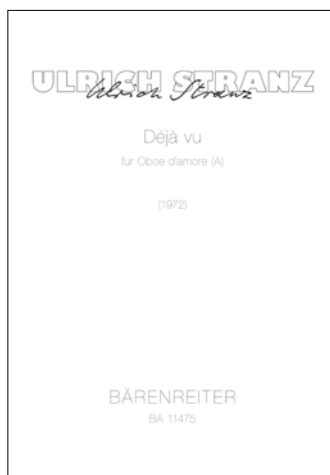 ULRICH STRANZ
Ulrich Stranz
Déjà vu
für Oboe d'amore (A)
(1972)
BÄRENREITER
BA 11475